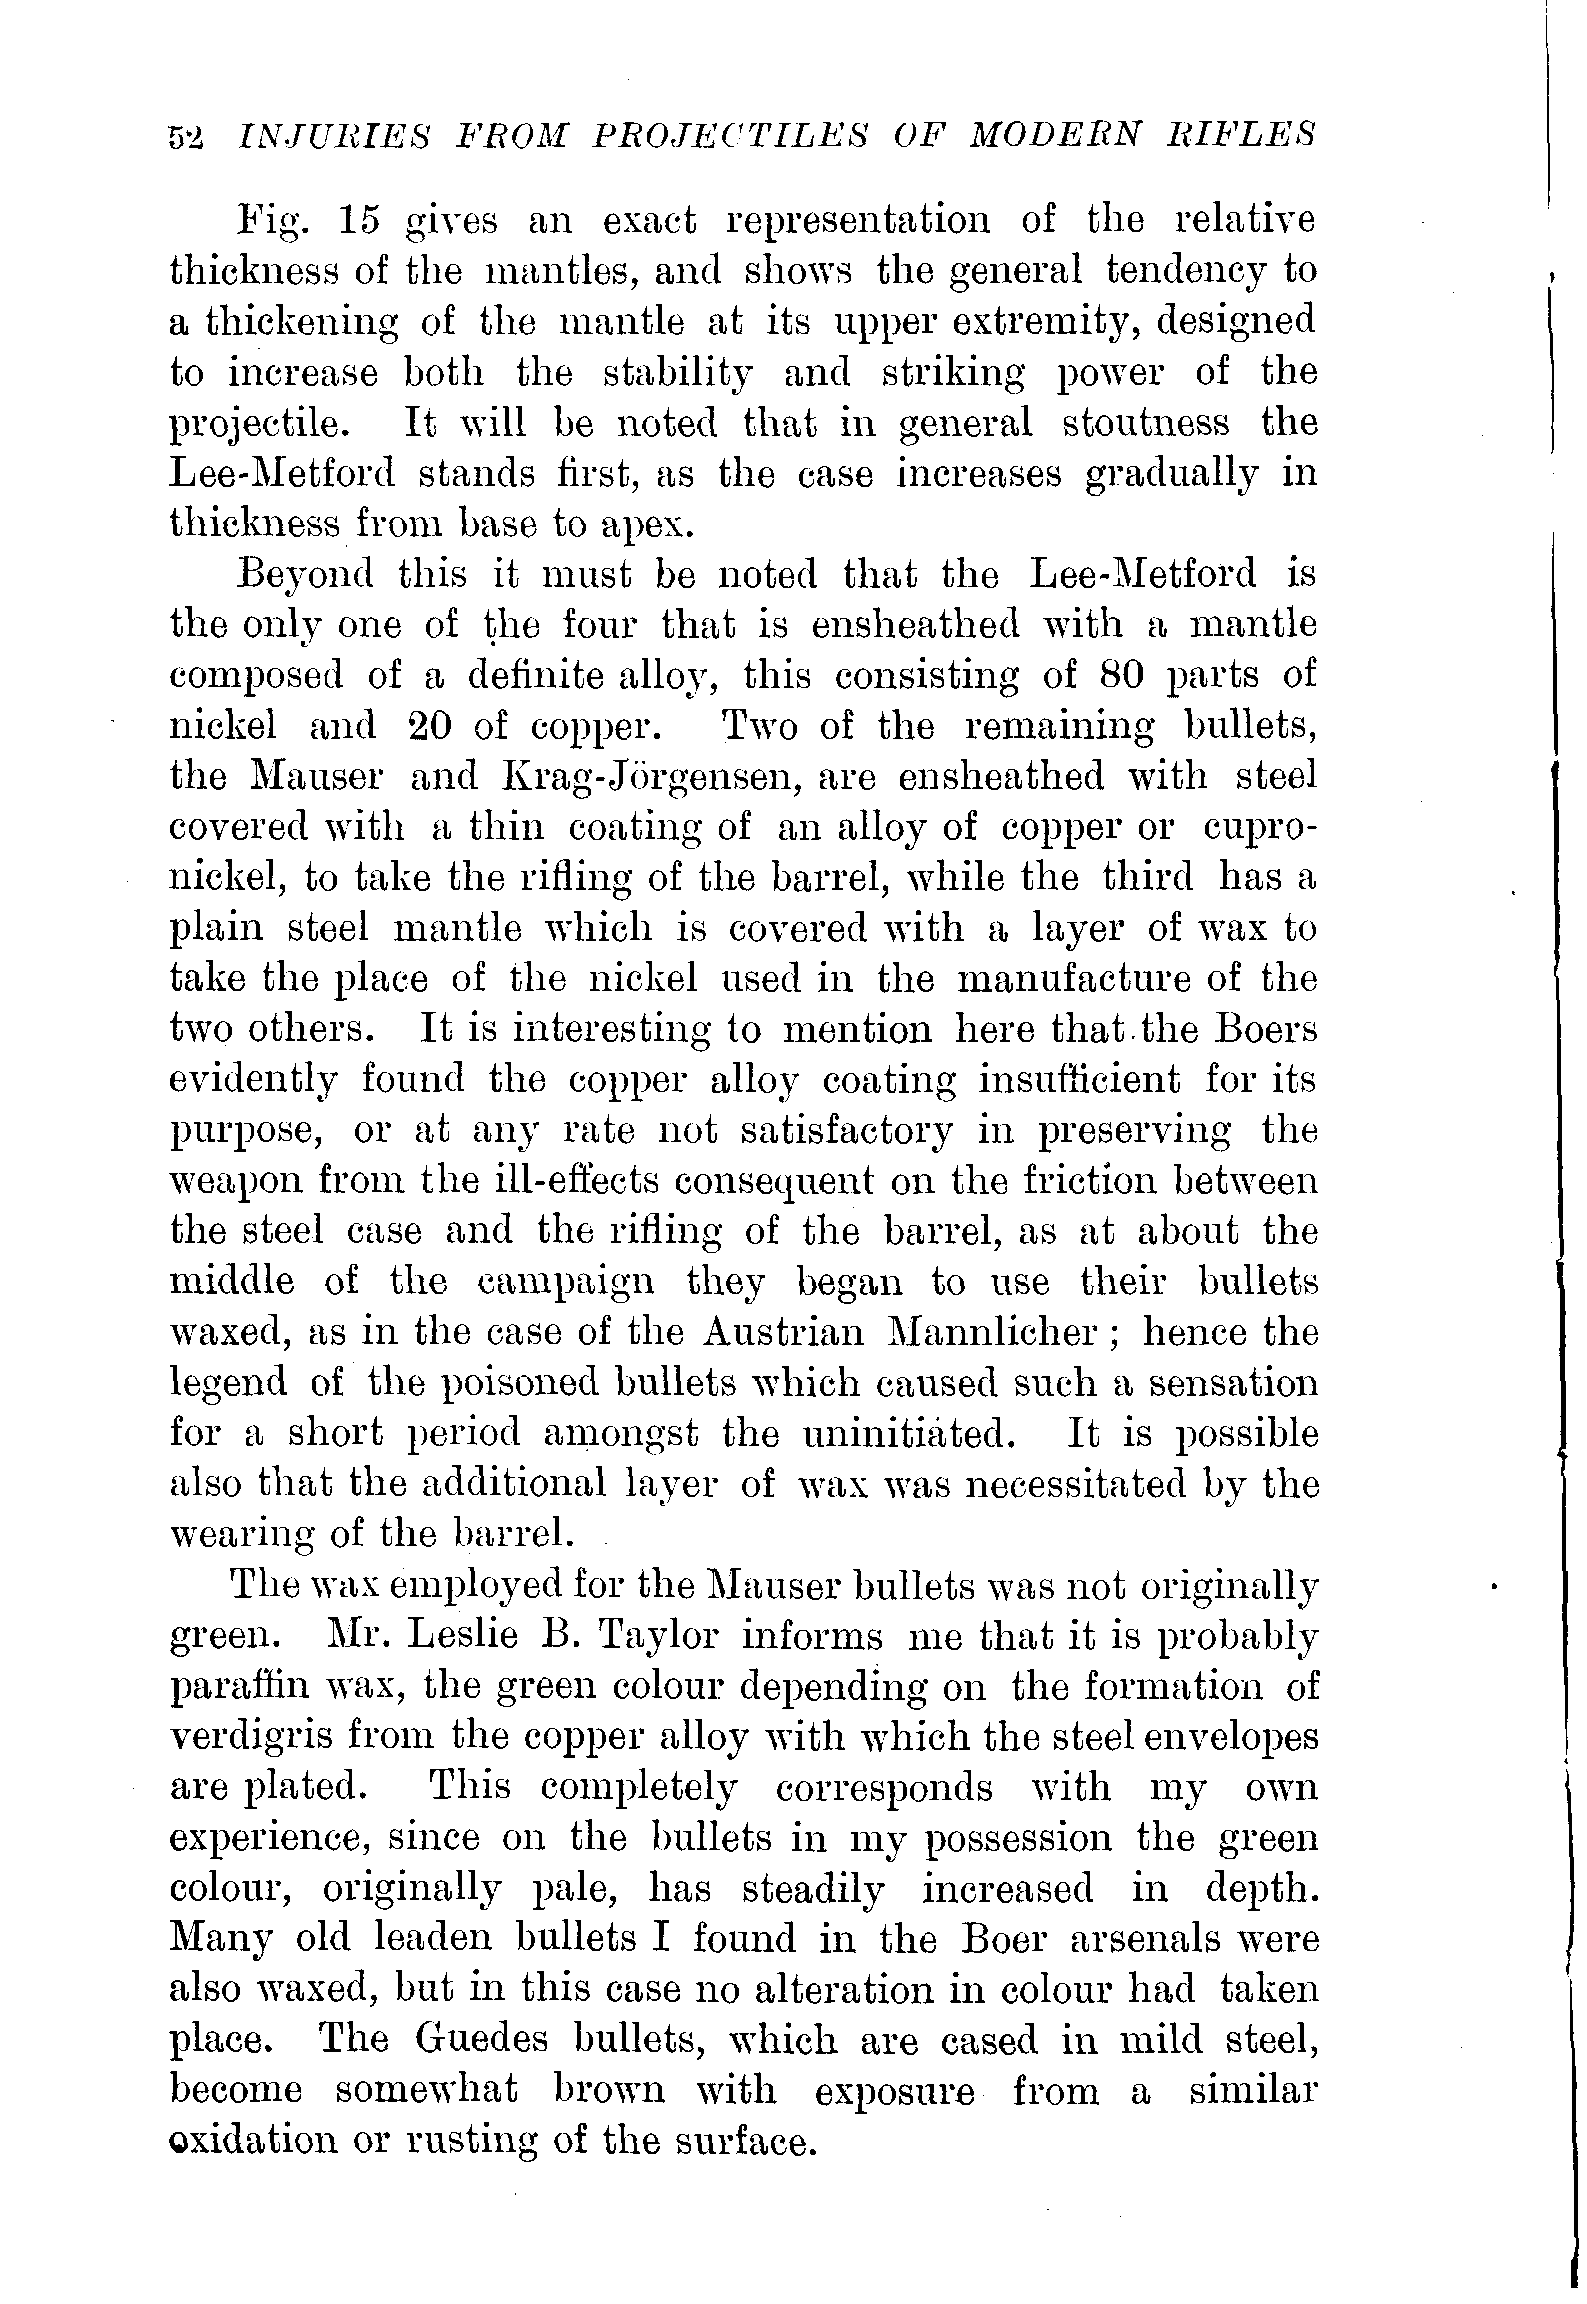 52 INJURIES FROM PROJECTILES OF MODERN RIFLES
Fig. 15 gives an exact representation of the relative
thickness of the mantles, and shows the general tendency to
a thickening of the mantle at its upper extremity, designed
to increase both the stability and striking power of the
projectile. It will be noted that in general stoutness the
Lee-Metford stands first, as the case increases gradually in
thickness from base to apex.
Beyond this it must be noted that the Lee-Metford is
the only one of the four that is ensheathed with a mantle
composed of a definite alloy, this consisting of 80 parts of
nickel and 20 of copper. Two of the remaining bullets,
the Mauser and Krag-Jörgensen, are ensheathed with steel
covered with a thin coating of an alloy of copper or cupro-
nickel, to take the rifling of the barrel, while the third has a
plain steel mantle which is covered with a layer of wax to
take the place of the nickel used in the manufacture of the
two others. It is interesting to mention here that the Boers
evidently found the copper alloy coating insufficient for its
purpose, or at any rate not satisfactory in preserving the
weapon from the ill-effects consequent on the friction between
the steel case and the rifling of the barrel, as at about the
middle of the campaign they began to use their bullets
waxed, as in the case of the Austrian Mannlicher ; hence the
legend of the poisoned bullets which caused such a sensation
for a short period amongst the uninitiated. It is possible
also that the additional layer of wax was necessitated by the
wearing of the barrel.
The wax employed for the Mauser bullets was not originally
green. Mr. Leslie B. Taylor informs me that it is probably
paraffin wax, the green colour depending on the formation of
verdigris from the copper alloy with which the steel envelopes
are plated. This completely corresponds with my own
experience, since on the bullets in my possession the green
colour, originally pale, has steadily increased in depth.
Many old leaden bullets I found in the Boer arsenals were
also waxed, but in this case no alteration in colour had taken
place. The Guedes bullets, which are cased in mild steel,
become somewhat brown with exposure from a similar
oxidation or rusting of the surface.